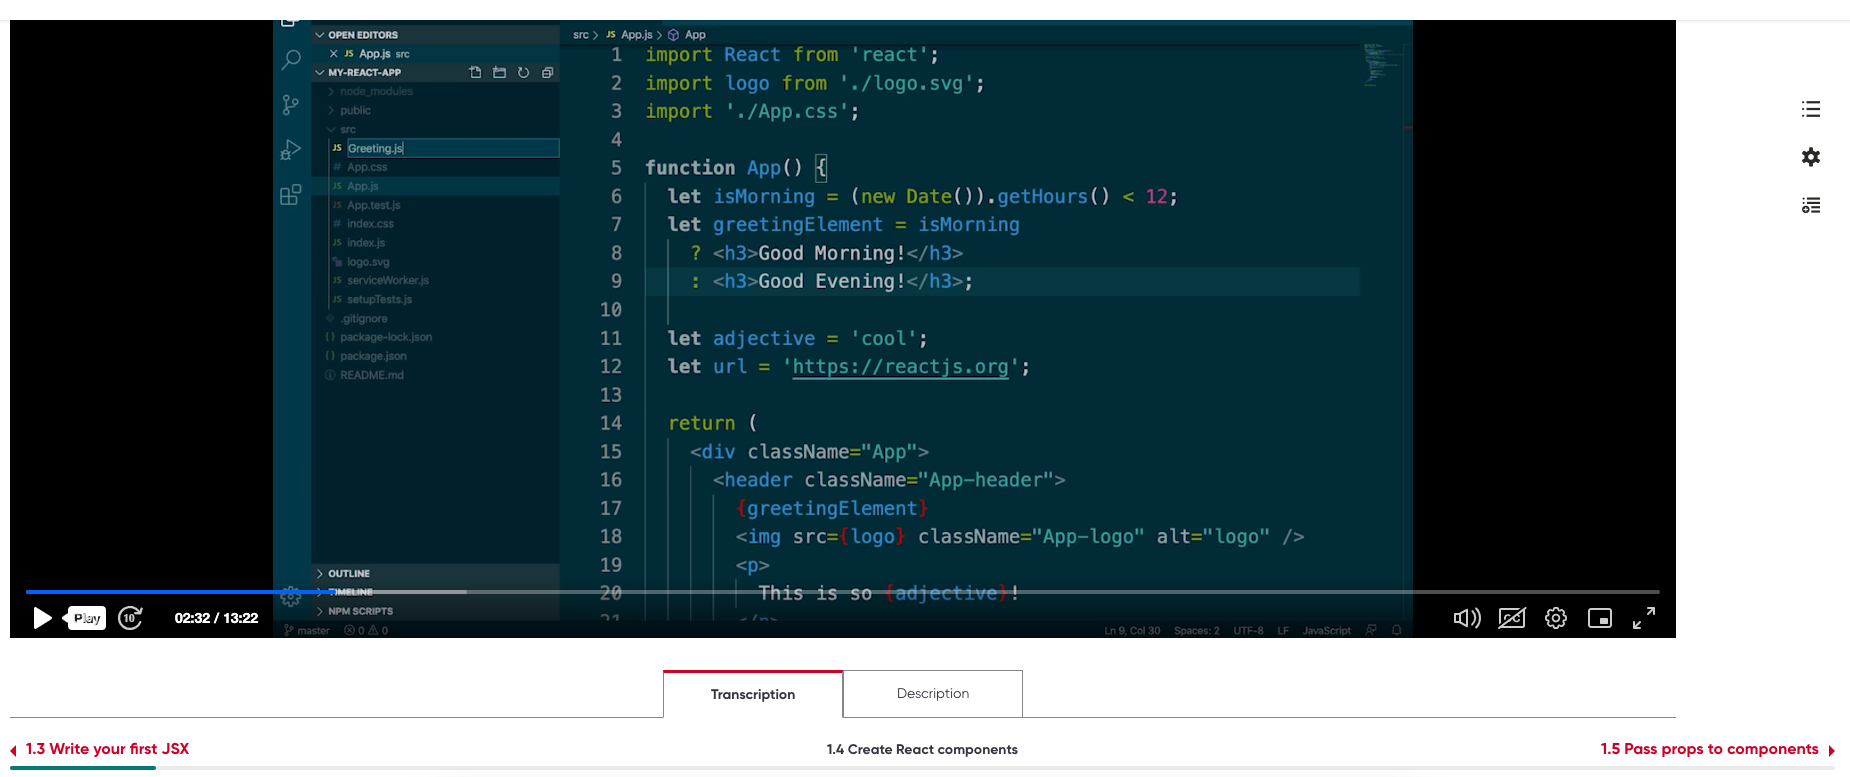 OPEN EDITORS
JS App.js src
MY-REACT-APP
node_modules
public
src
JS Greeting.js
# App.css
JS App.js
JS App.test.js
# index.css
JS index.js
logo.svg
JS serviceWorker.js
JS setupTests.js
.gitignore
{} package-lock.json
{} package.json
README.md
OUTLINE
TIMELINE
NPM SCRIPTS
src > JS App.js > App
1 import React from 'react';
2 import logo from './logo.svg';
3 import './App.css';
4
5 function App() {
6 let isMorning = (new Date()).getHours() < 12;
7 let greetingElement = isMorning
8 ? <h3>Good Morning!</h3>
9 : <h3>Good Evening!</h3>;
10
11 let adjective = 'cool';
12 let url = 'https://reactjs.org';
13
14 return (
15 <div className="App">
16 <header className="App-header">
17 {greetingElement}
18 <img src={logo} className="App-logo" alt="logo" />
19 <p>
20 This is so {adjective}!
21 </p>
Play
10
02:32 / 13:22
master 0 0
Ln 9, Col 30 Spaces: 2 UTF-8 LF JavaScript
Transcription
Description
1.3 Write your first JSX
1.4 Create React components
1.5 Pass props to components